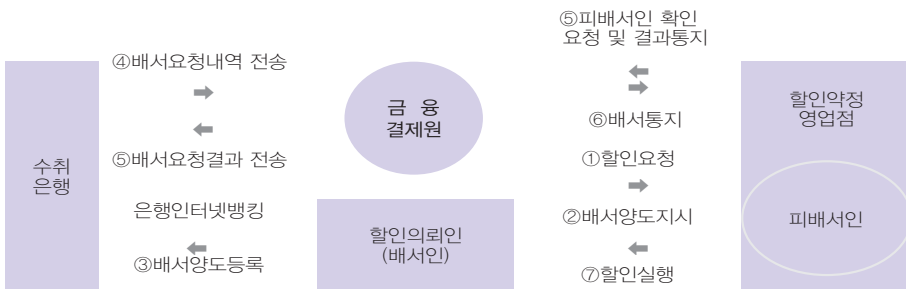 ⑤피배서인 확인
요청 및 결과통지
④배서요청내역 전송
금 융
결제원
할인약정
영업점
⑥배서통지
수취
은행
⑤배서요청결과 전송
①할인요청
은행인터넷뱅킹
②배서양도지시
피배서인
할인의뢰인
(배서인)
③배서양도등록
⑦할인실행